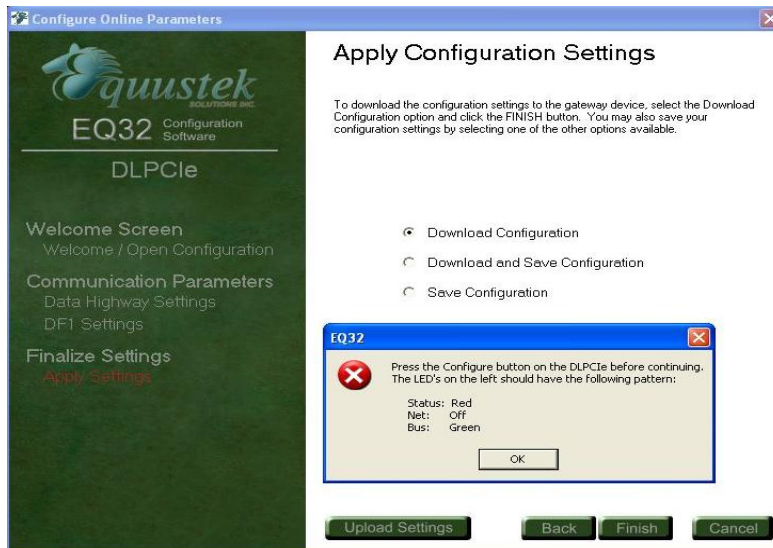 Configure Online Parameters
Equustek
SOLUTIONS INC.
EQ32 Configuration Software
DLPCIe
Welcome Screen
Welcome / Open Configuration
Communication Parameters
Data Highway Settings
DF1 Settings
Finalize Settings
Apply Settings
Apply Configuration Settings
To download the configuration settings to the gateway device, select the Download
Configuration option and click the FINISH button. You may also save your
configuration settings by selecting one of the other options available.
Download Configuration
Download and Save Configuration
Save Configuration
EQ32
Press the Configure button on the DLPCIe before continuing.
The LED's on the left should have the following pattern:
Status: Red
Net: Off
Bus: Green
OK
Upload Settings Back Finish Cancel